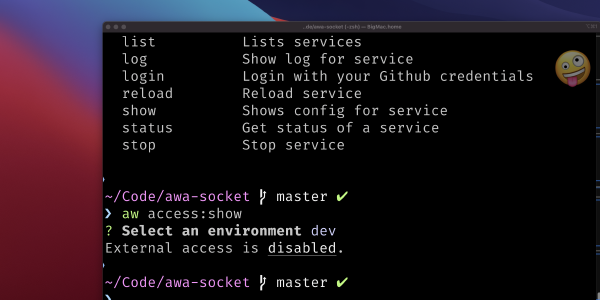 ..de/awa-socket (-zsh) — BigMac.home
list Lists services
log Show log for service
login Login with your Github credentials
reload Reload service
show Shows config for service
status Get status of a service
stop Stop service
~/Code/awa-socket master ✔
❯ aw access:show
? Select an environment dev
External access is disabled.
~/Code/awa-socket master ✔
❯